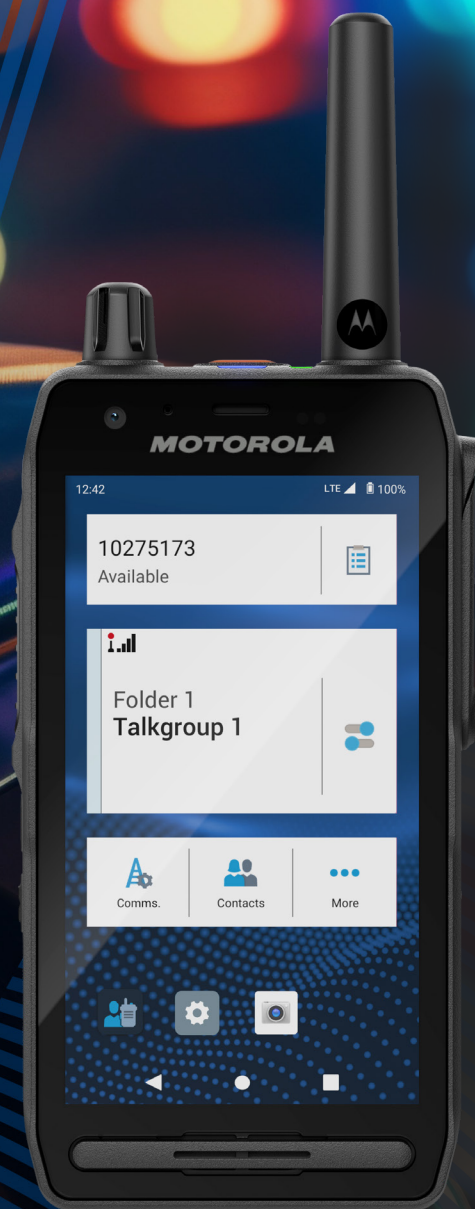 MOTOROLA
12:42 LTE 100%
10275173
Available
Folder 1
Talkgroup 1
Comms. Contacts More